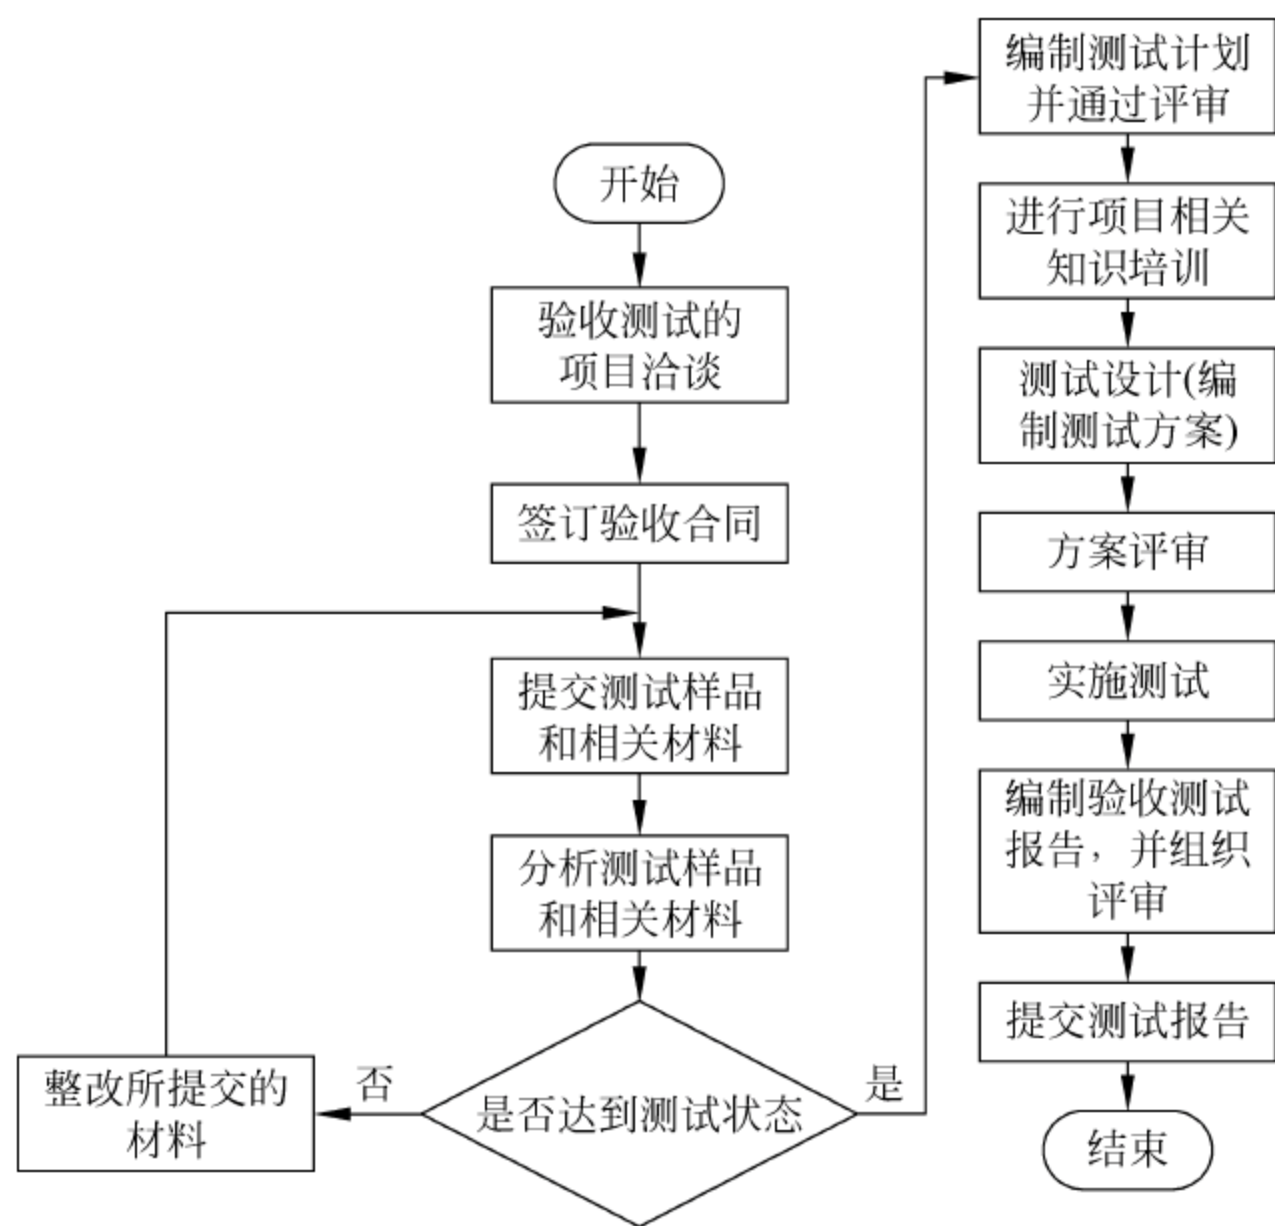 开始
验收测试的
项目洽谈
签订验收合同
提交测试样品
和相关材料
分析测试样品
和相关材料
是否达到测试状态
否
整改所提交的
材料
是
编制测试计划
并通过评审
进行项目相关
知识培训
测试设计(编
制测试方案)
方案评审
实施测试
编制验收测试
报告，并组织
评审
提交测试报告
结束